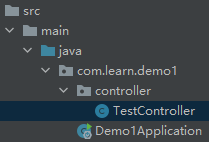 src
main
java
com.learn.demo1
controller
TestController
Demo1Application